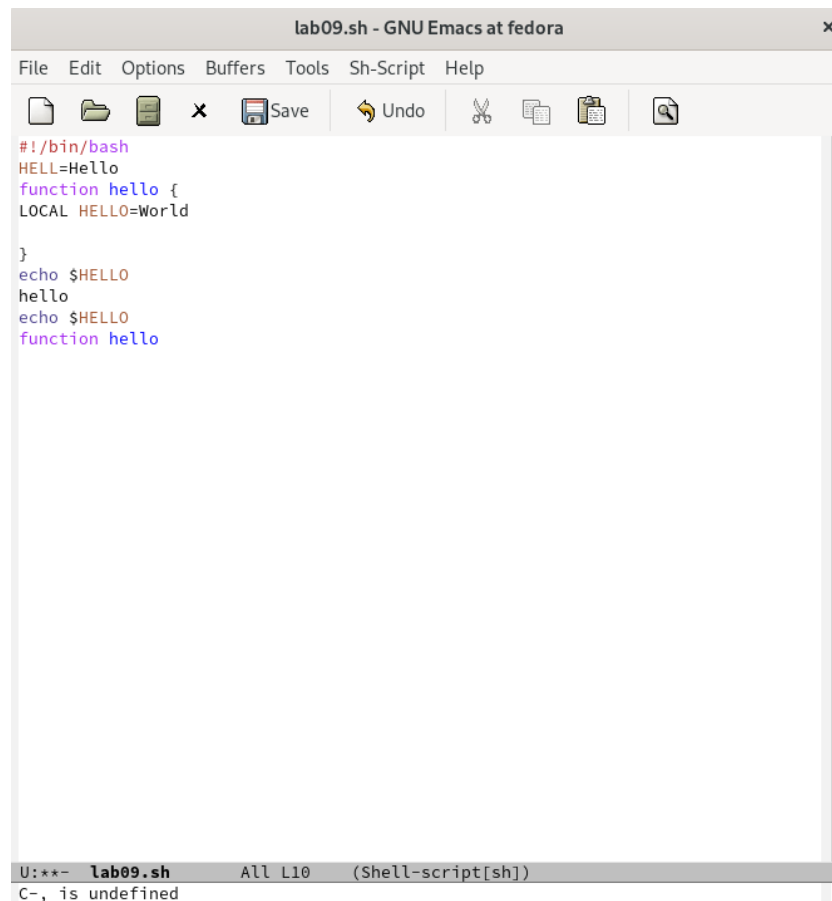 lab09.sh - GNU Emacs at fedora
File Edit Options Buffers Tools Sh-Script Help
Save Undo
#!/bin/bash
HELL=Hello
function hello {
LOCAL HELLO=World
}
echo $HELLO
hello
echo $HELLO
function hello
U:**- lab09.sh All L10 (Shell-script[sh])
C-, is undefined